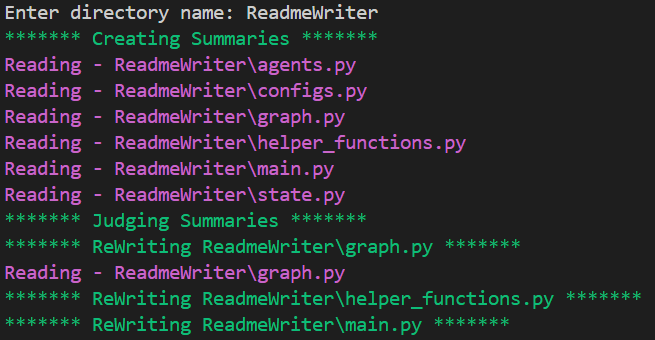 Enter directory name: ReadmeWriter
******* Creating Summaries *******
Reading - ReadmeWriter\agents.py
Reading - ReadmeWriter\configs.py
Reading - ReadmeWriter\graph.py
Reading - ReadmeWriter\helper_functions.py
Reading - ReadmeWriter\main.py
Reading - ReadmeWriter\state.py
******* Judging Summaries *******
******* ReWriting ReadmeWriter\graph.py *******
Reading - ReadmeWriter\graph.py
******* ReWriting ReadmeWriter\helper_functions.py *******
******* ReWriting ReadmeWriter\main.py *******